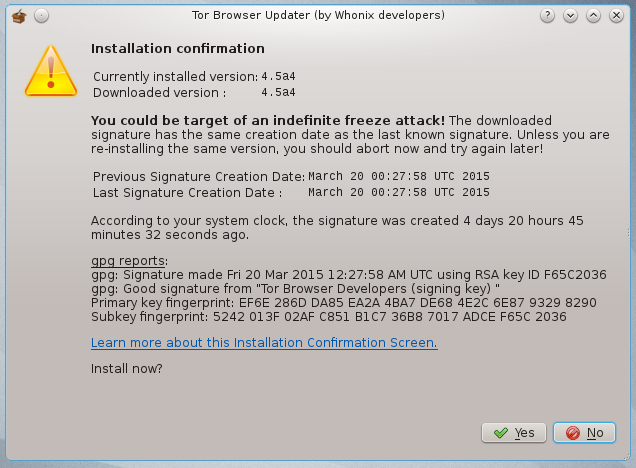 Tor Browser Updater (by Whonix developers)
Installation confirmation
Currently installed version: 4.5a4
Downloaded version : 4.5a4
You could be target of an indefinite freeze attack! The downloaded
signature has the same creation date as the last known signature. Unless you are
re-installing the same version, you should abort now and try again later!
Previous Signature Creation Date: March 20 00:27:58 UTC 2015
Last Signature Creation Date : March 20 00:27:58 UTC 2015
According to your system clock, the signature was created 4 days 20 hours 45
minutes 32 seconds ago.
gpg reports:
gpg: Signature made Fri 20 Mar 2015 12:27:58 AM UTC using RSA key ID F65C2036
gpg: Good signature from "Tor Browser Developers (signing key) "
Primary key fingerprint: EF6E 286D DA85 EA2A 4BA7 DE68 4E2C 6E87 9329 8290
Subkey fingerprint: 5242 013F 02AF C851 B1C7 36B8 7017 ADCE F65C 2036
Learn more about this Installation Confirmation Screen.
Install now?
Yes No